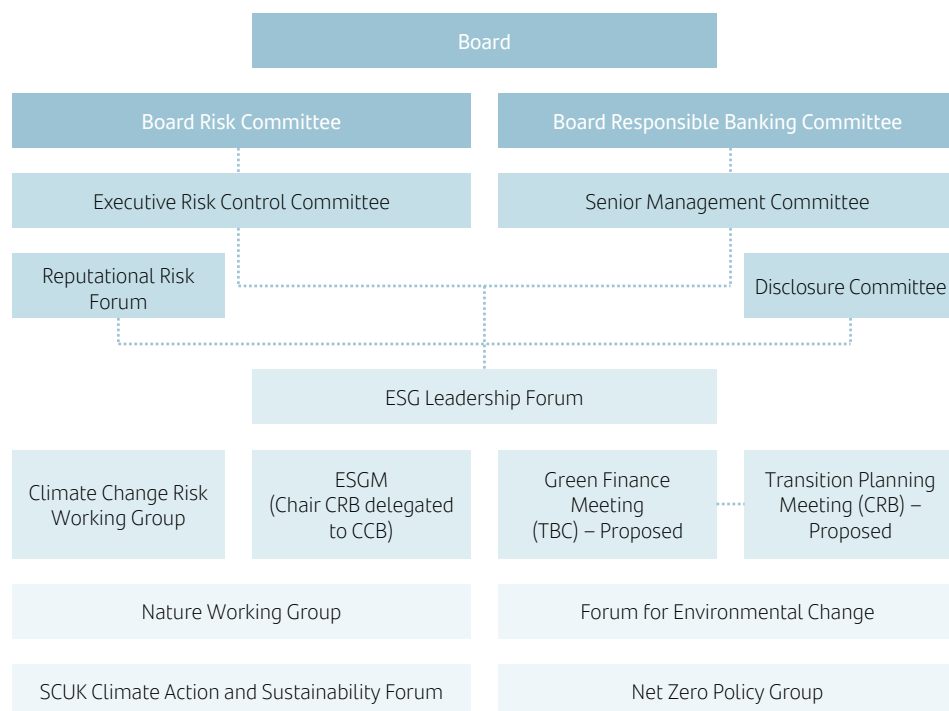 Board
Board Risk Committee
Board Responsible Banking Committee
Executive Risk Control Committee
Senior Management Committee
Reputational Risk
Forum
Disclosure Committee
ESG Leadership Forum
Climate Change Risk
Working Group
ESGM
(Chair CRB delegated
to CCB)
Green Finance
Meeting
(TBC) – Proposed
Transition Planning
Meeting (CRB) –
Proposed
Nature Working Group
Forum for Environmental Change
SCUK Climate Action and Sustainability Forum
Net Zero Policy Group